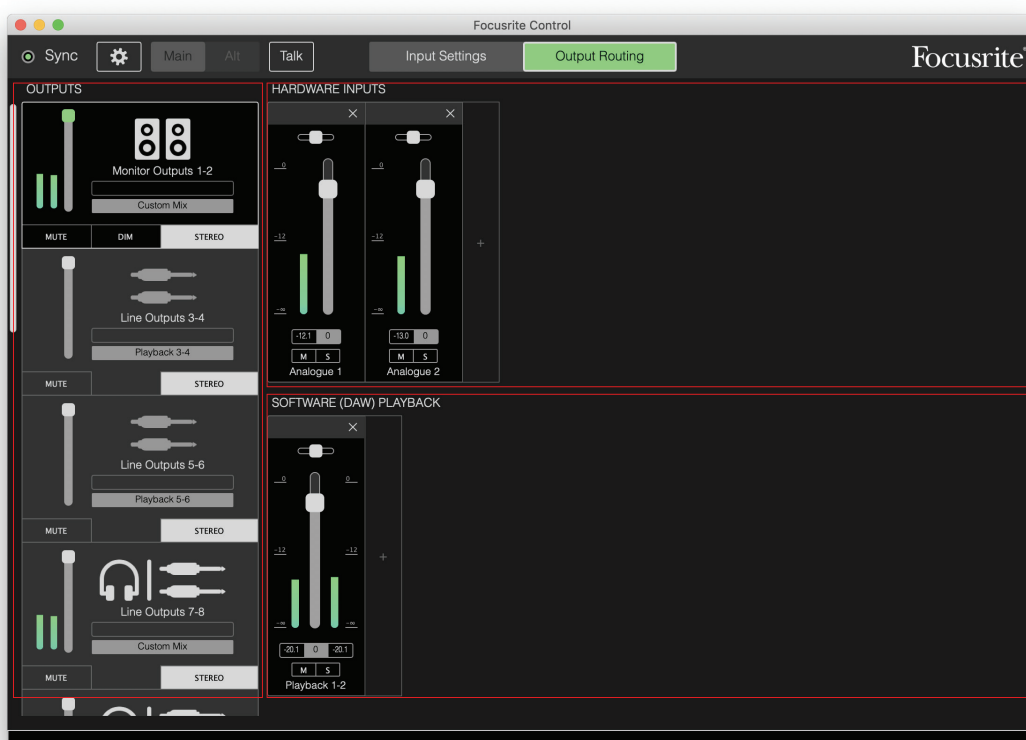 Focusrite Control
Sync Main Alt Talk Input Settings Output Routing Focusrite®
OUTPUTS
Monitor Outputs 1-2
Custom Mix
MUTE DIM STEREO
Line Outputs 3-4
Playback 3-4
MUTE STEREO
Line Outputs 5-6
Playback 5-6
MUTE STEREO
Line Outputs 7-8
Custom Mix
MUTE STEREO
HARDWARE INPUTS
0 0
-12 -12
-∞ -∞
-12.1 0 -13.0 0
M S M S
Analogue 1 Analogue 2
+
SOFTWARE (DAW) PLAYBACK
0 0
-12 -12
-∞ -∞
-20.1 0 -20.1
M S
Playback 1-2
+